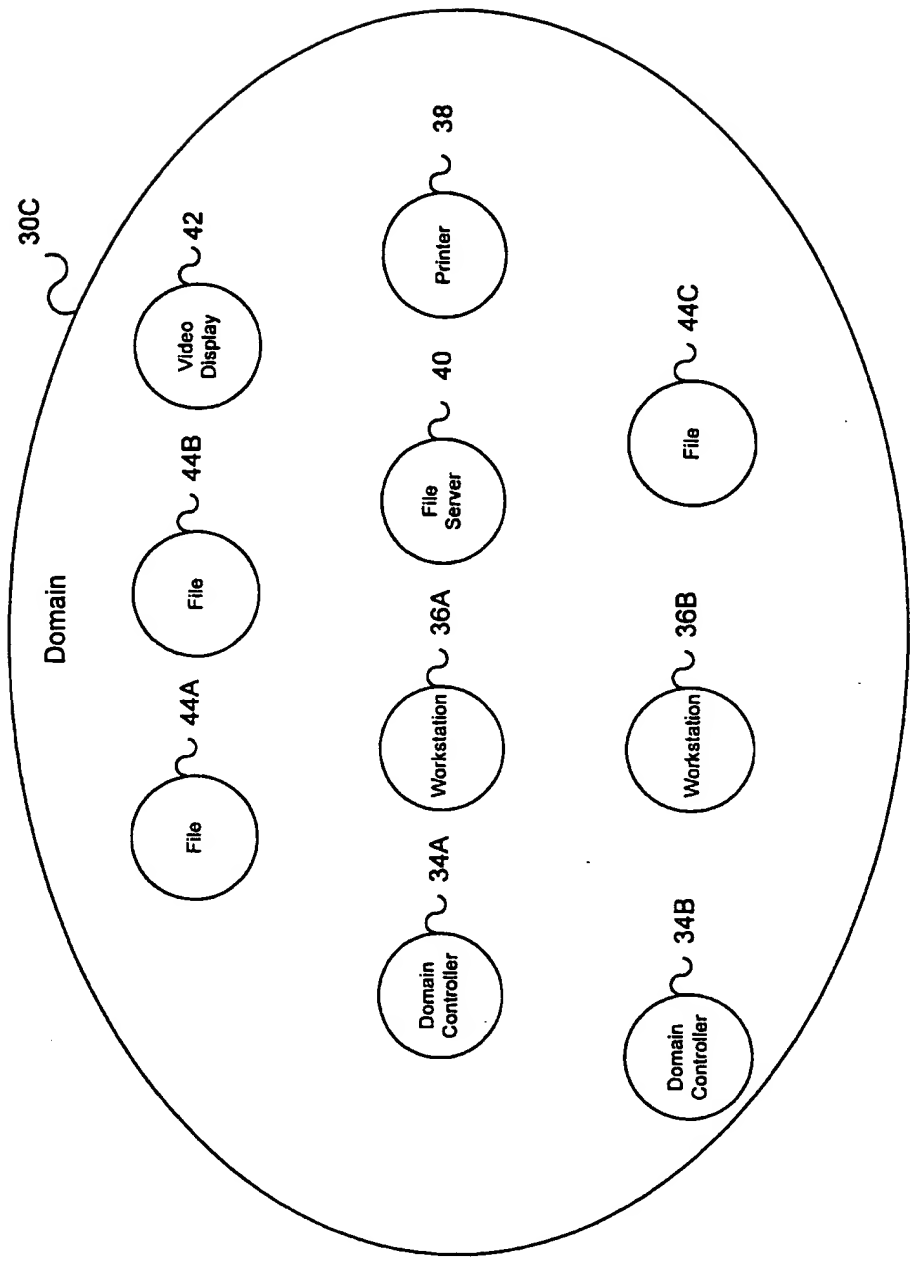 30C
Domain
File
44A
File
44B
Video
Display
42
Domain
Controller
34A
Workstation
36A
File
Server
40
Printer
38
Domain
Controller
34B
Workstation
36B
File
44C